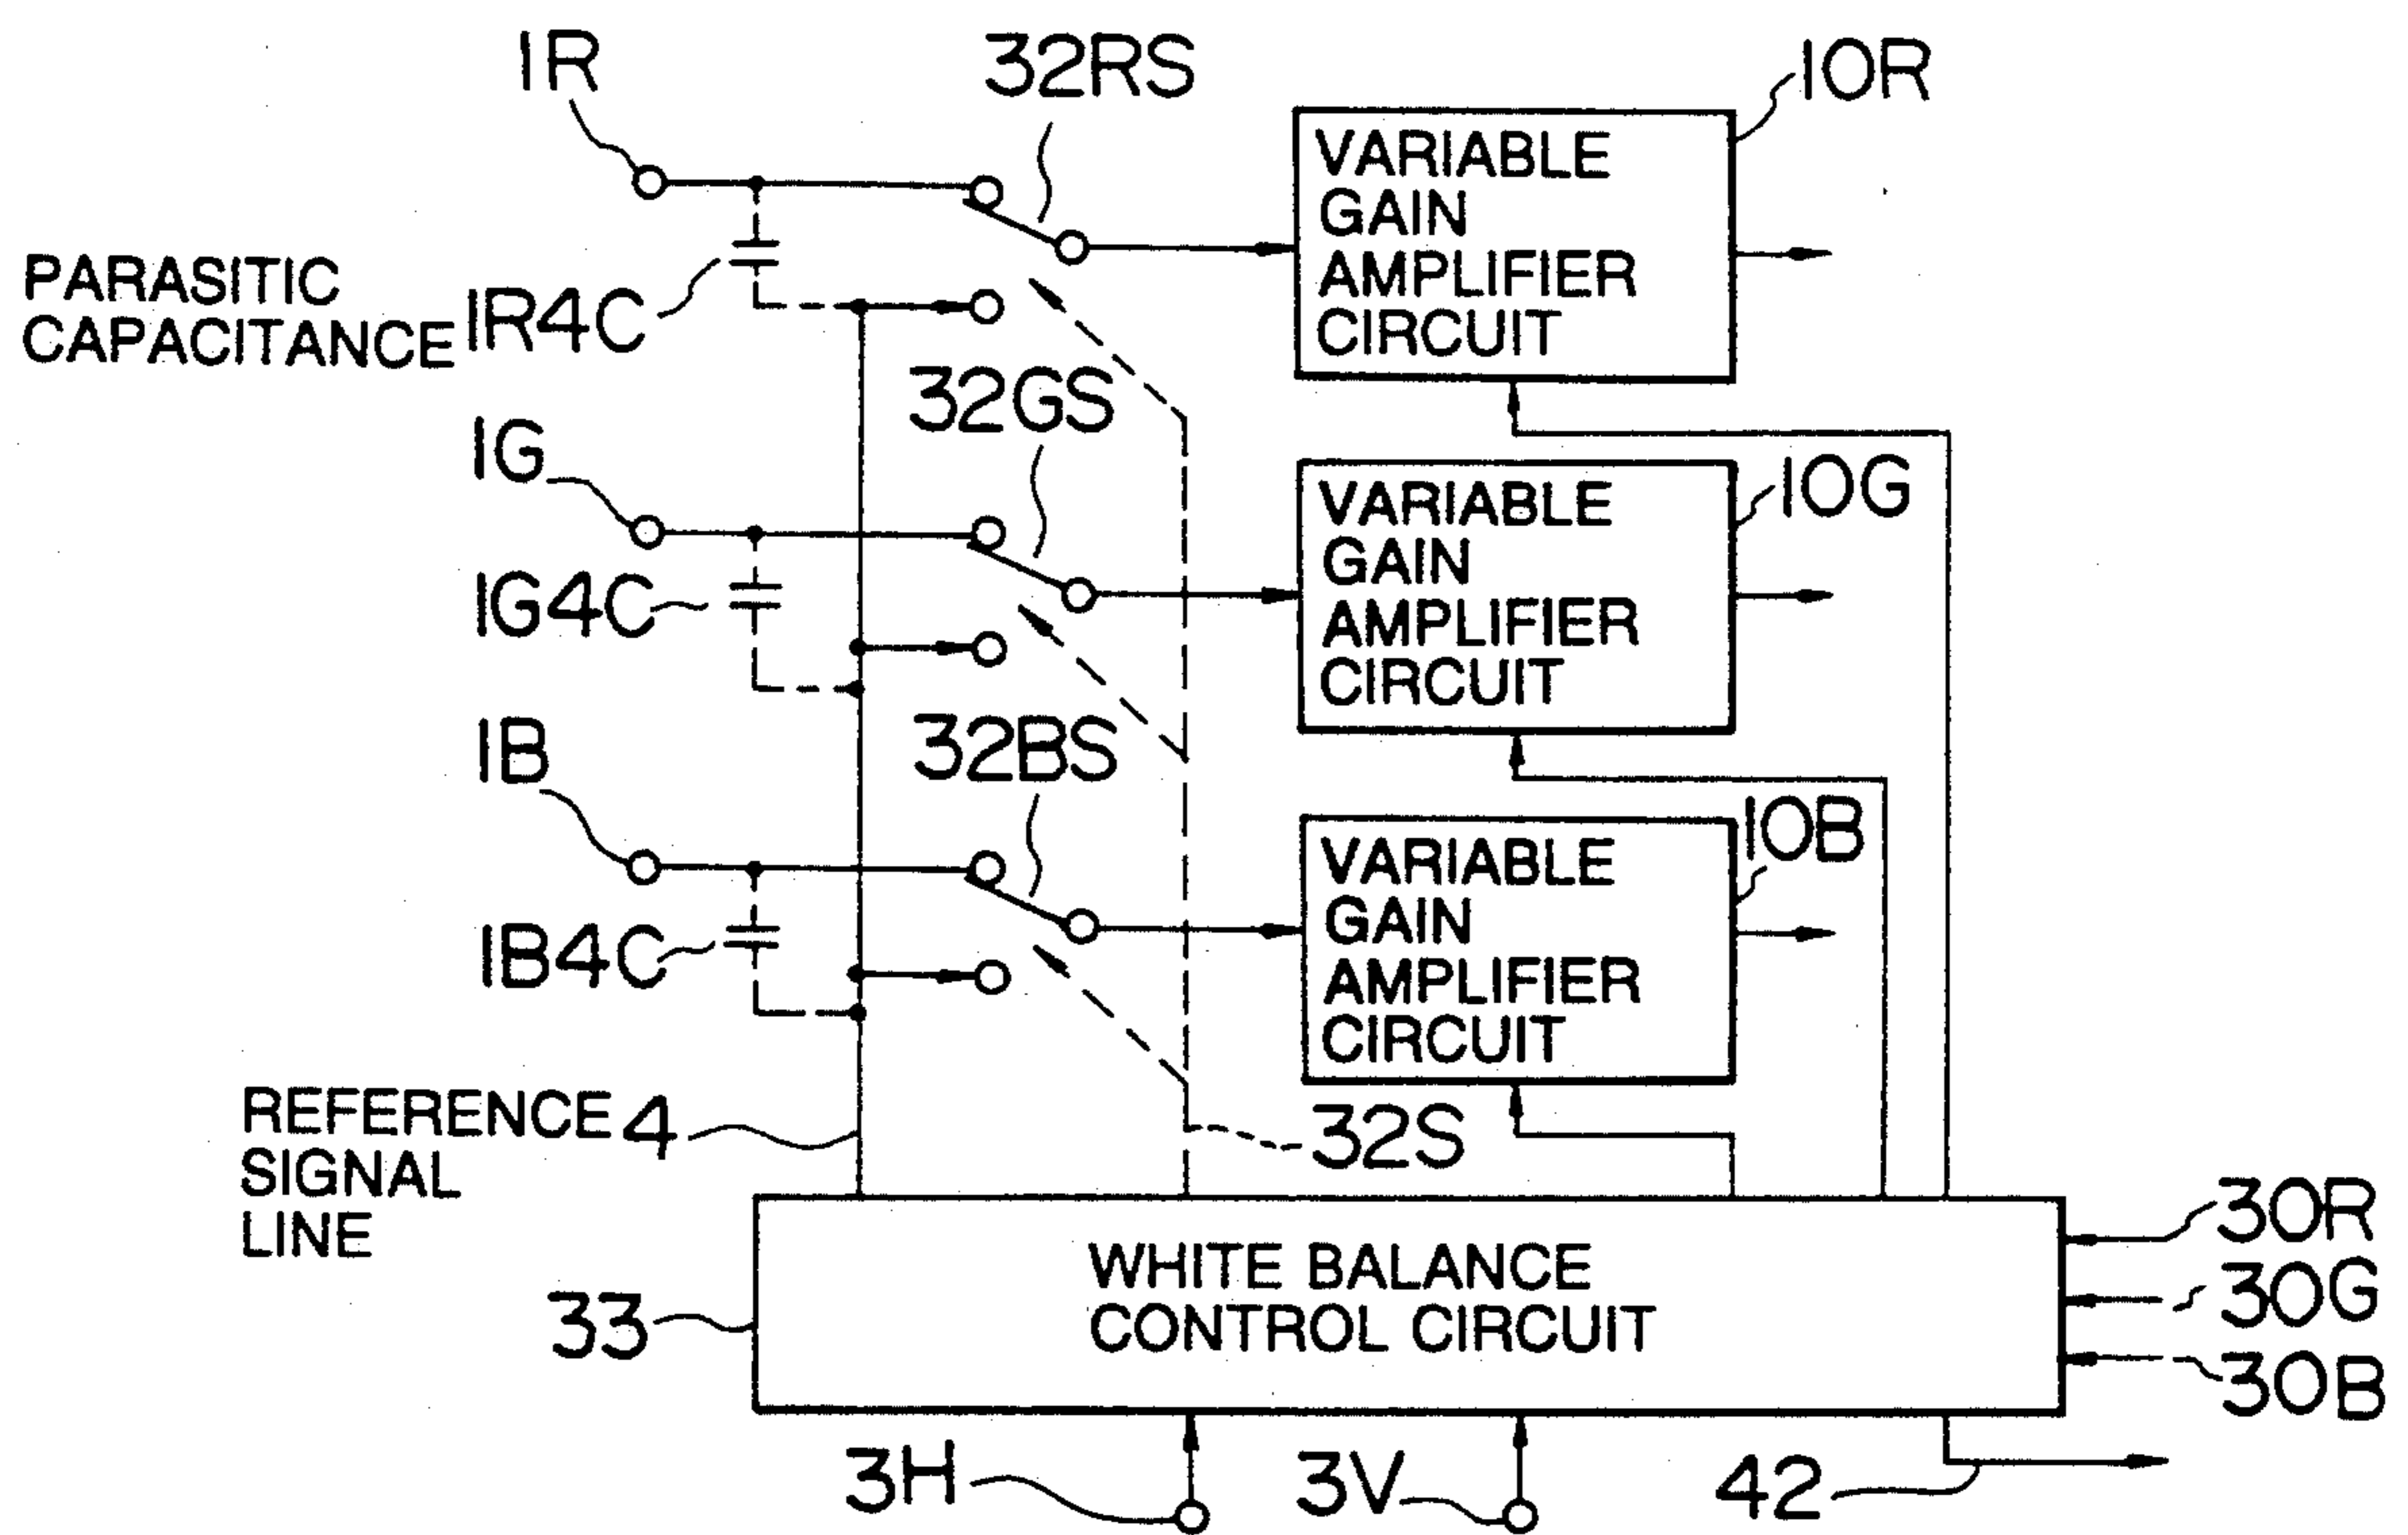 1R
32RS
10R
VARIABLE
GAIN
AMPLIFIER
CIRCUIT
PARASITIC
CAPACITANCE
1R4C
32GS
1G
10G
VARIABLE
GAIN
AMPLIFIER
CIRCUIT
1G4C
32BS
1B
10B
VARIABLE
GAIN
AMPLIFIER
CIRCUIT
1B4C
REFERENCE
SIGNAL
LINE
4
32S
30R
WHITE BALANCE
CONTROL CIRCUIT
33
30G
30B
3H
3V
42